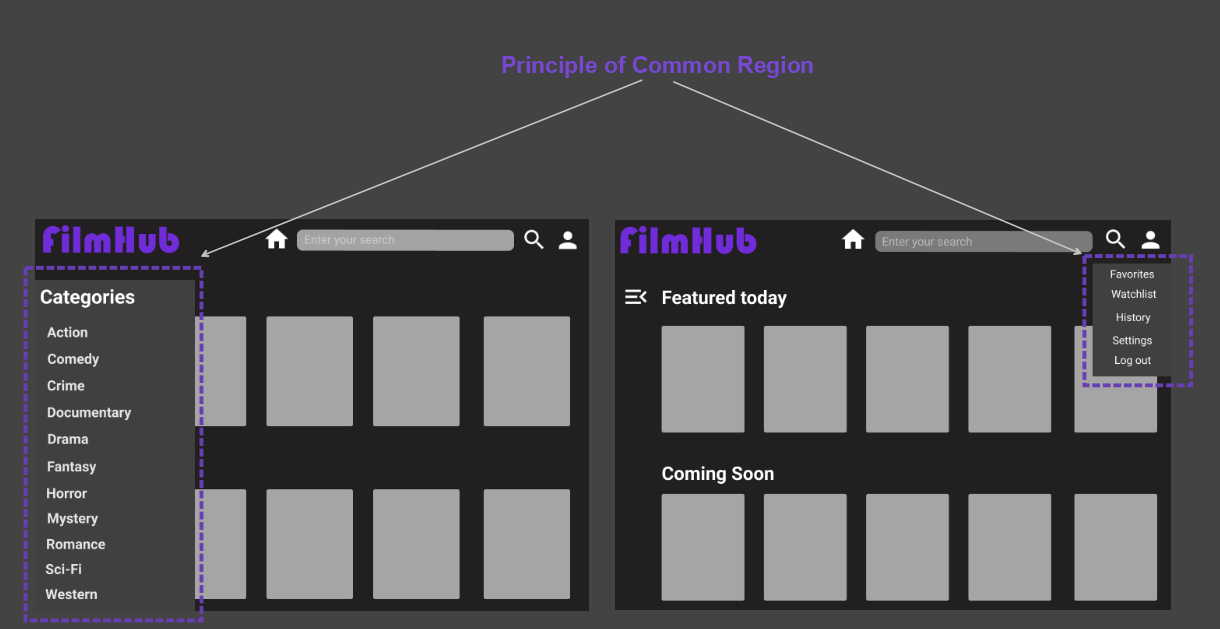 Principle of Common Region
FilmHub
Enter your search
Categories
Action
Comedy
Crime
Documentary
Drama
Fantasy
Horror
Mystery
Romance
Sci-Fi
Western
FilmHub
Enter your search
Favorites
Watchlist
History
Settings
Log out
Featured today
Coming Soon